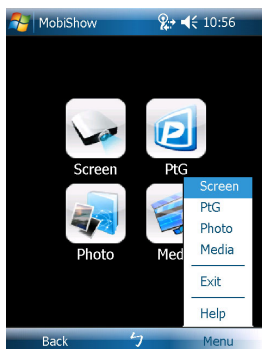 MobiShow 10:56
Screen PtG
Photo Med
Screen
PtG
Photo
Media
Exit
Help
Back Menu